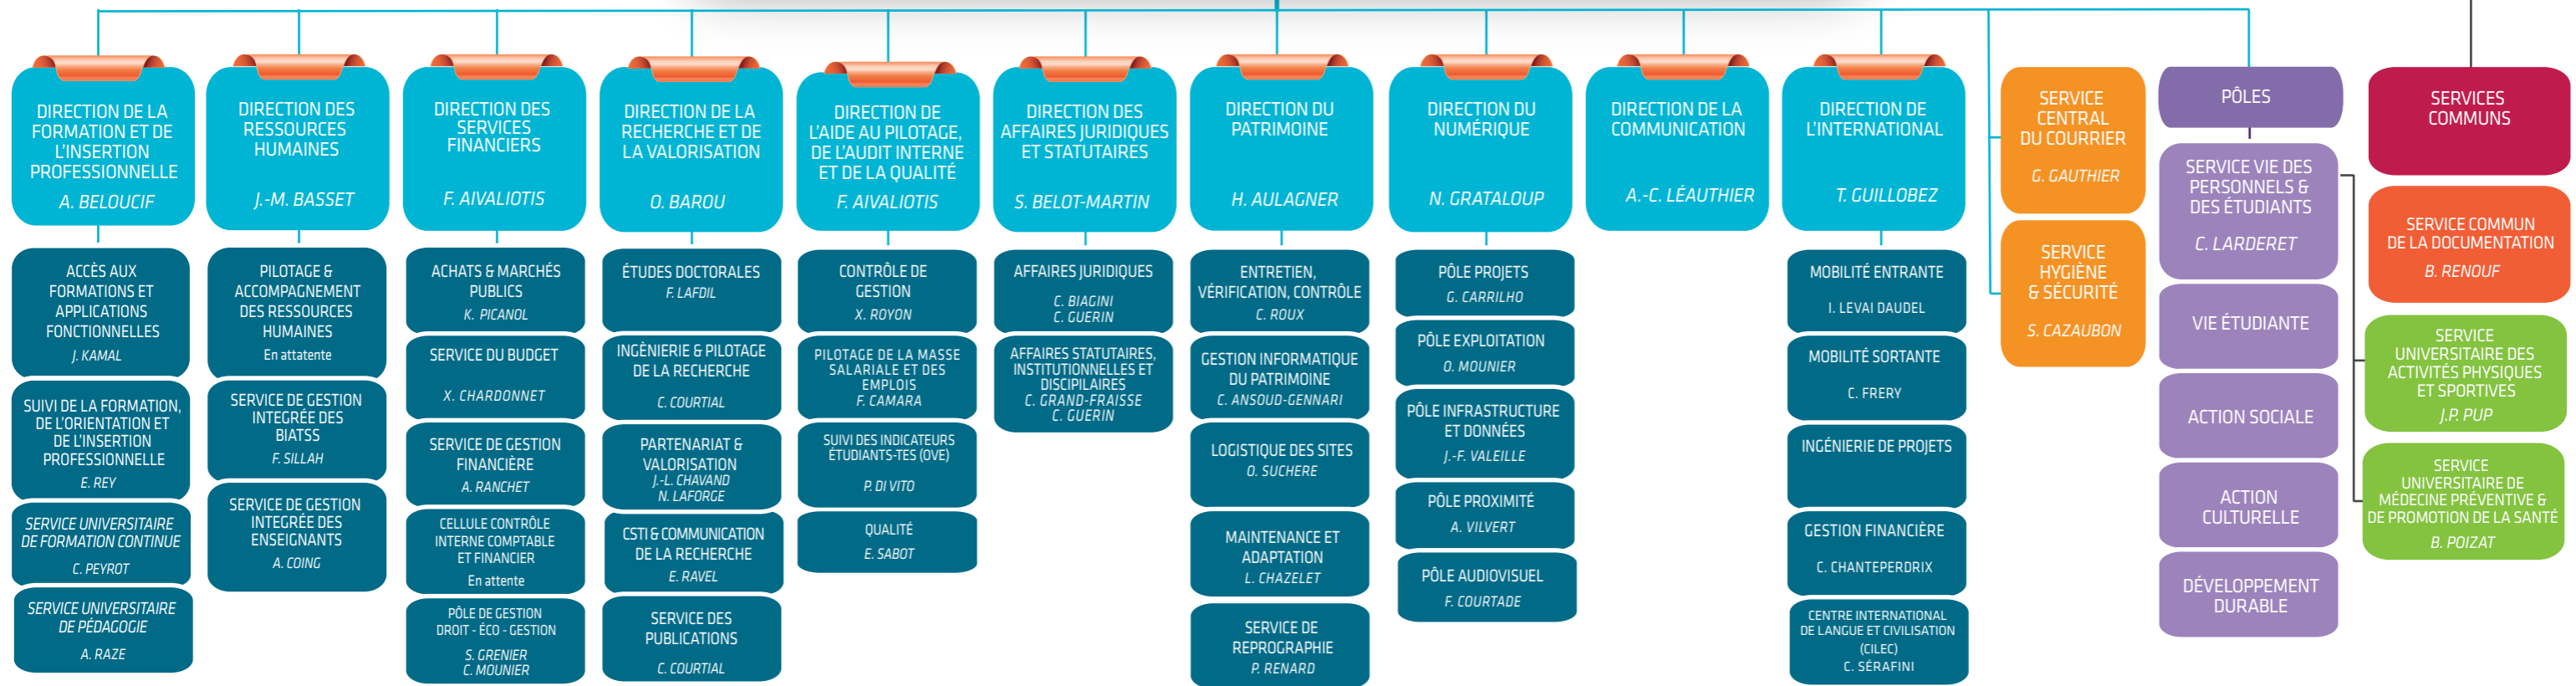 DIRECTION DE LA
FORMATION ET DE
L'INSERTION
PROFESSIONNELLE
A. BELOUCIF
ACCÈS AUX
FORMATIONS ET
APPLICATIONS
FONCTIONNELLES
J. KAMAL
SUIVI DE LA FORMATION,
DE L'ORIENTATION ET
DE L'INSERTION
PROFESSIONNELLE
E. REY
SERVICE UNIVERSITAIRE
DE FORMATION CONTINUE
C. PEYROT
SERVICE UNIVERSITAIRE
DE PÉDAGOGIE
A. RAZE
DIRECTION DES
RESSOURCES
HUMAINES
J.-M. BASSET
PILOTAGE &
ACCOMPAGNEMENT
DES RESSOURCES
HUMAINES
En attatente
SERVICE DE GESTION
INTEGRÉE DES
BIATSS
F. SILLAH
SERVICE DE GESTION
INTEGRÉE DES
ENSEIGNANTS
A. COING
DIRECTION DES
SERVICES
FINANCIERS
F. AIVALIOTIS
ACHATS & MARCHÉS
PUBLICS
K. PICANOL
SERVICE DU BUDGET
X. CHARDONNET
SERVICE DE GESTION
FINANCIÈRE
A. RANCHET
CELLULE CONTRÔLE
INTERNE COMPTABLE
ET FINANCIER
En attente
PÔLE DE GESTION
DROIT - ÉCO - GESTION
S. GRENIER
C. MOUNIER
DIRECTION DE LA
RECHERCHE ET DE
LA VALORISATION
O. BAROU
ÉTUDES DOCTORALES
F. LAFDIL
INGÈNIERIE & PILOTAGE
DE LA RECHERCHE
C. COURTIAL
PARTENARIAT &
VALORISATION
J.-L. CHAVAND
N. LAFORGE
CSTI & COMMUNICATION
DE LA RECHERCHE
E. RAVEL
SERVICE DES
PUBLICATIONS
C. COURTIAL
DIRECTION DE
L'AIDE AU PILOTAGE,
DE L'AUDIT INTERNE
ET DE LA QUALITÉ
F. AIVALIOTIS
CONTRÔLE DE
GESTION
X. ROYON
PILOTAGE DE LA MASSE
SALARIALE ET DES
EMPLOIS
F. CAMARA
SUIVI DES INDICATEURS
ÉTUDIANTS-TES (OVE)
P. DI VITO
QUALITÉ
E. SABOT
DIRECTION DES
AFFAIRES JURIDIQUES
ET STATUTAIRES
S. BELOT-MARTIN
AFFAIRES JURIDIQUES
C. BIAGINI
C. GUERIN
AFFAIRES STATUTAIRES,
INSTITUTIONNELLES ET
DISCIPILAIRES
C. GRAND-FRAISSE
C. GUERIN
DIRECTION DU
PATRIMOINE
H. AULAGNER
ENTRETIEN,
VÉRIFICATION, CONTRÔLE
C. ROUX
GESTION INFORMATIQUE
DU PATRIMOINE
C. ANSOUD-GENNARI
LOGISTIQUE DES SITES
O. SUCHERE
MAINTENANCE ET
ADAPTATION
L. CHAZELET
SERVICE DE
REPROGRAPHIE
P. RENARD
DIRECTION DU
NUMÉRIQUE
N. GRATALOUP
PÔLE PROJETS
G. CARRILHO
PÔLE EXPLOITATION
O. MOUNIER
PÔLE INFRASTRUCTURE
ET DONNÉES
J.-F. VALEILLE
PÔLE PROXIMITÉ
A. VILVERT
PÔLE AUDIOVISUEL
F. COURTADE
DIRECTION DE LA
COMMUNICATION
A.-C. LÉAUTHIER
DIRECTION DE
L'INTERNATIONAL
T. GUILLOBEZ
MOBILITÉ ENTRANTE
I. LEVAI DAUDEL
MOBILITÉ SORTANTE
C. FRERY
INGÉNIERIE DE PROJETS
GESTION FINANCIÈRE
C. CHANTEPERDRIX
CENTRE INTERNATIONAL
DE LANGUE ET CIVILISATION
(CILEC)
C. SÉRAFINI
SERVICE
CENTRAL
DU COURRIER
G. GAUTHIER
SERVICE
HYGIÈNE
& SÉCURITÉ
S. CAZAUBON
PÔLES
SERVICE VIE DES
PERSONNELS &
DES ÉTUDIANTS
C. LARDERET
VIE ÉTUDIANTE
ACTION SOCIALE
ACTION
CULTURELLE
DÉVELOPPEMENT
DURABLE
SERVICES
COMMUNS
SERVICE COMMUN
DE LA DOCUMENTATION
B. RENOUF
SERVICE
UNIVERSITAIRE DES
ACTIVITÉS PHYSIQUES
ET SPORTIVES
J.P. PUP
SERVICE
UNIVERSITAIRE DE
MÉDECINE PRÉVENTIVE &
DE PROMOTION DE LA SANTÉ
B. POIZAT